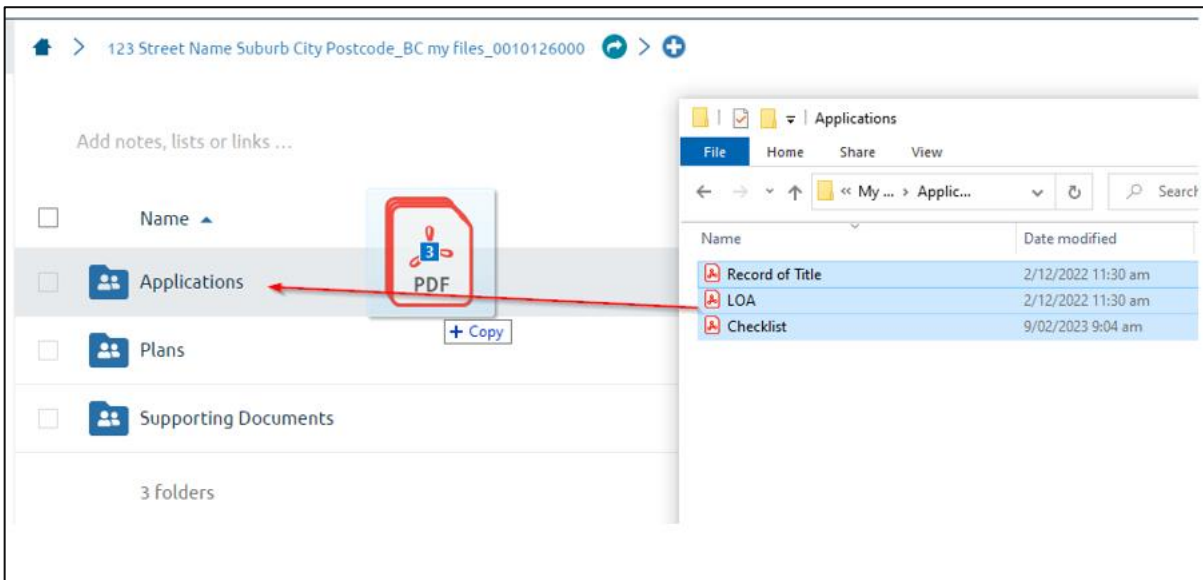 123 Street Name Suburb City Postcode_BC my files_0010126000
Add notes, lists or links ...
Name
Applications
Plans
Supporting Documents
3 folders
3
PDF
+ Copy
Applications
File Home Share View
« My ... > Applic...
Search
Name Date modified
Record of Title 2/12/2022 11:30 am
LOA 2/12/2022 11:30 am
Checklist 9/02/2023 9:04 am